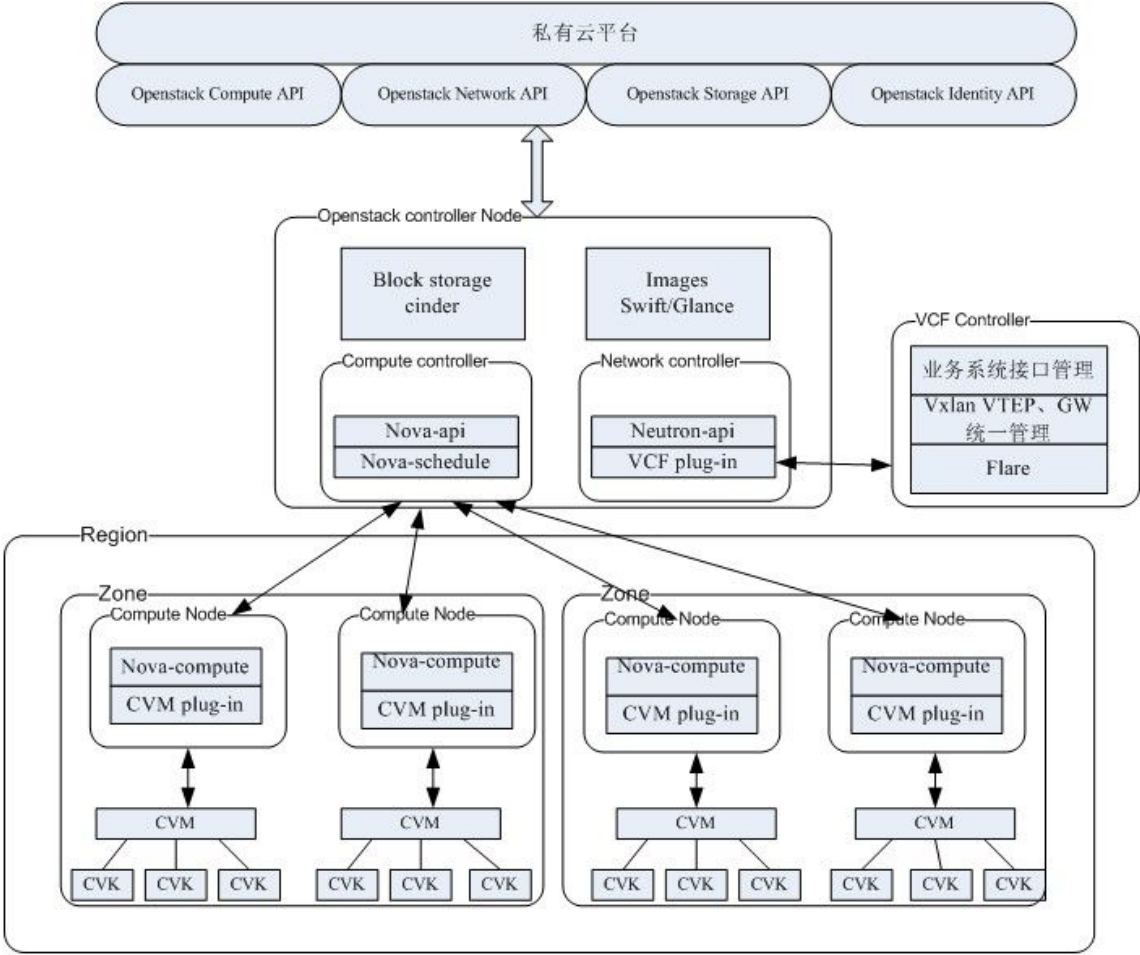 私有云平台
Openstack Compute API
Openstack Network API
Openstack Storage API
Openstack Identity API
Openstack controller Node
Block storage
cinder
Images
Swift/Glance
Compute controller
Nova-api
Nova-schedule
Network controller
Neutron-api
VCF plug-in
VCF Controller
业务系统接口管理
Vxlan VTEP、GW
统一管理
Flare
Region
Zone
Compute Node
Nova-compute
CVM plug-in
CVM
CVK
CVK
CVK
Compute Node
Nova-compute
CVM plug-in
CVM
CVK
CVK
CVK
Zone
Compute Node
Nova-compute
CVM plug-in
CVM
CVK
CVK
CVK
Compute Node
Nova-compute
CVM plug-in
CVM
CVK
CVK
CVK